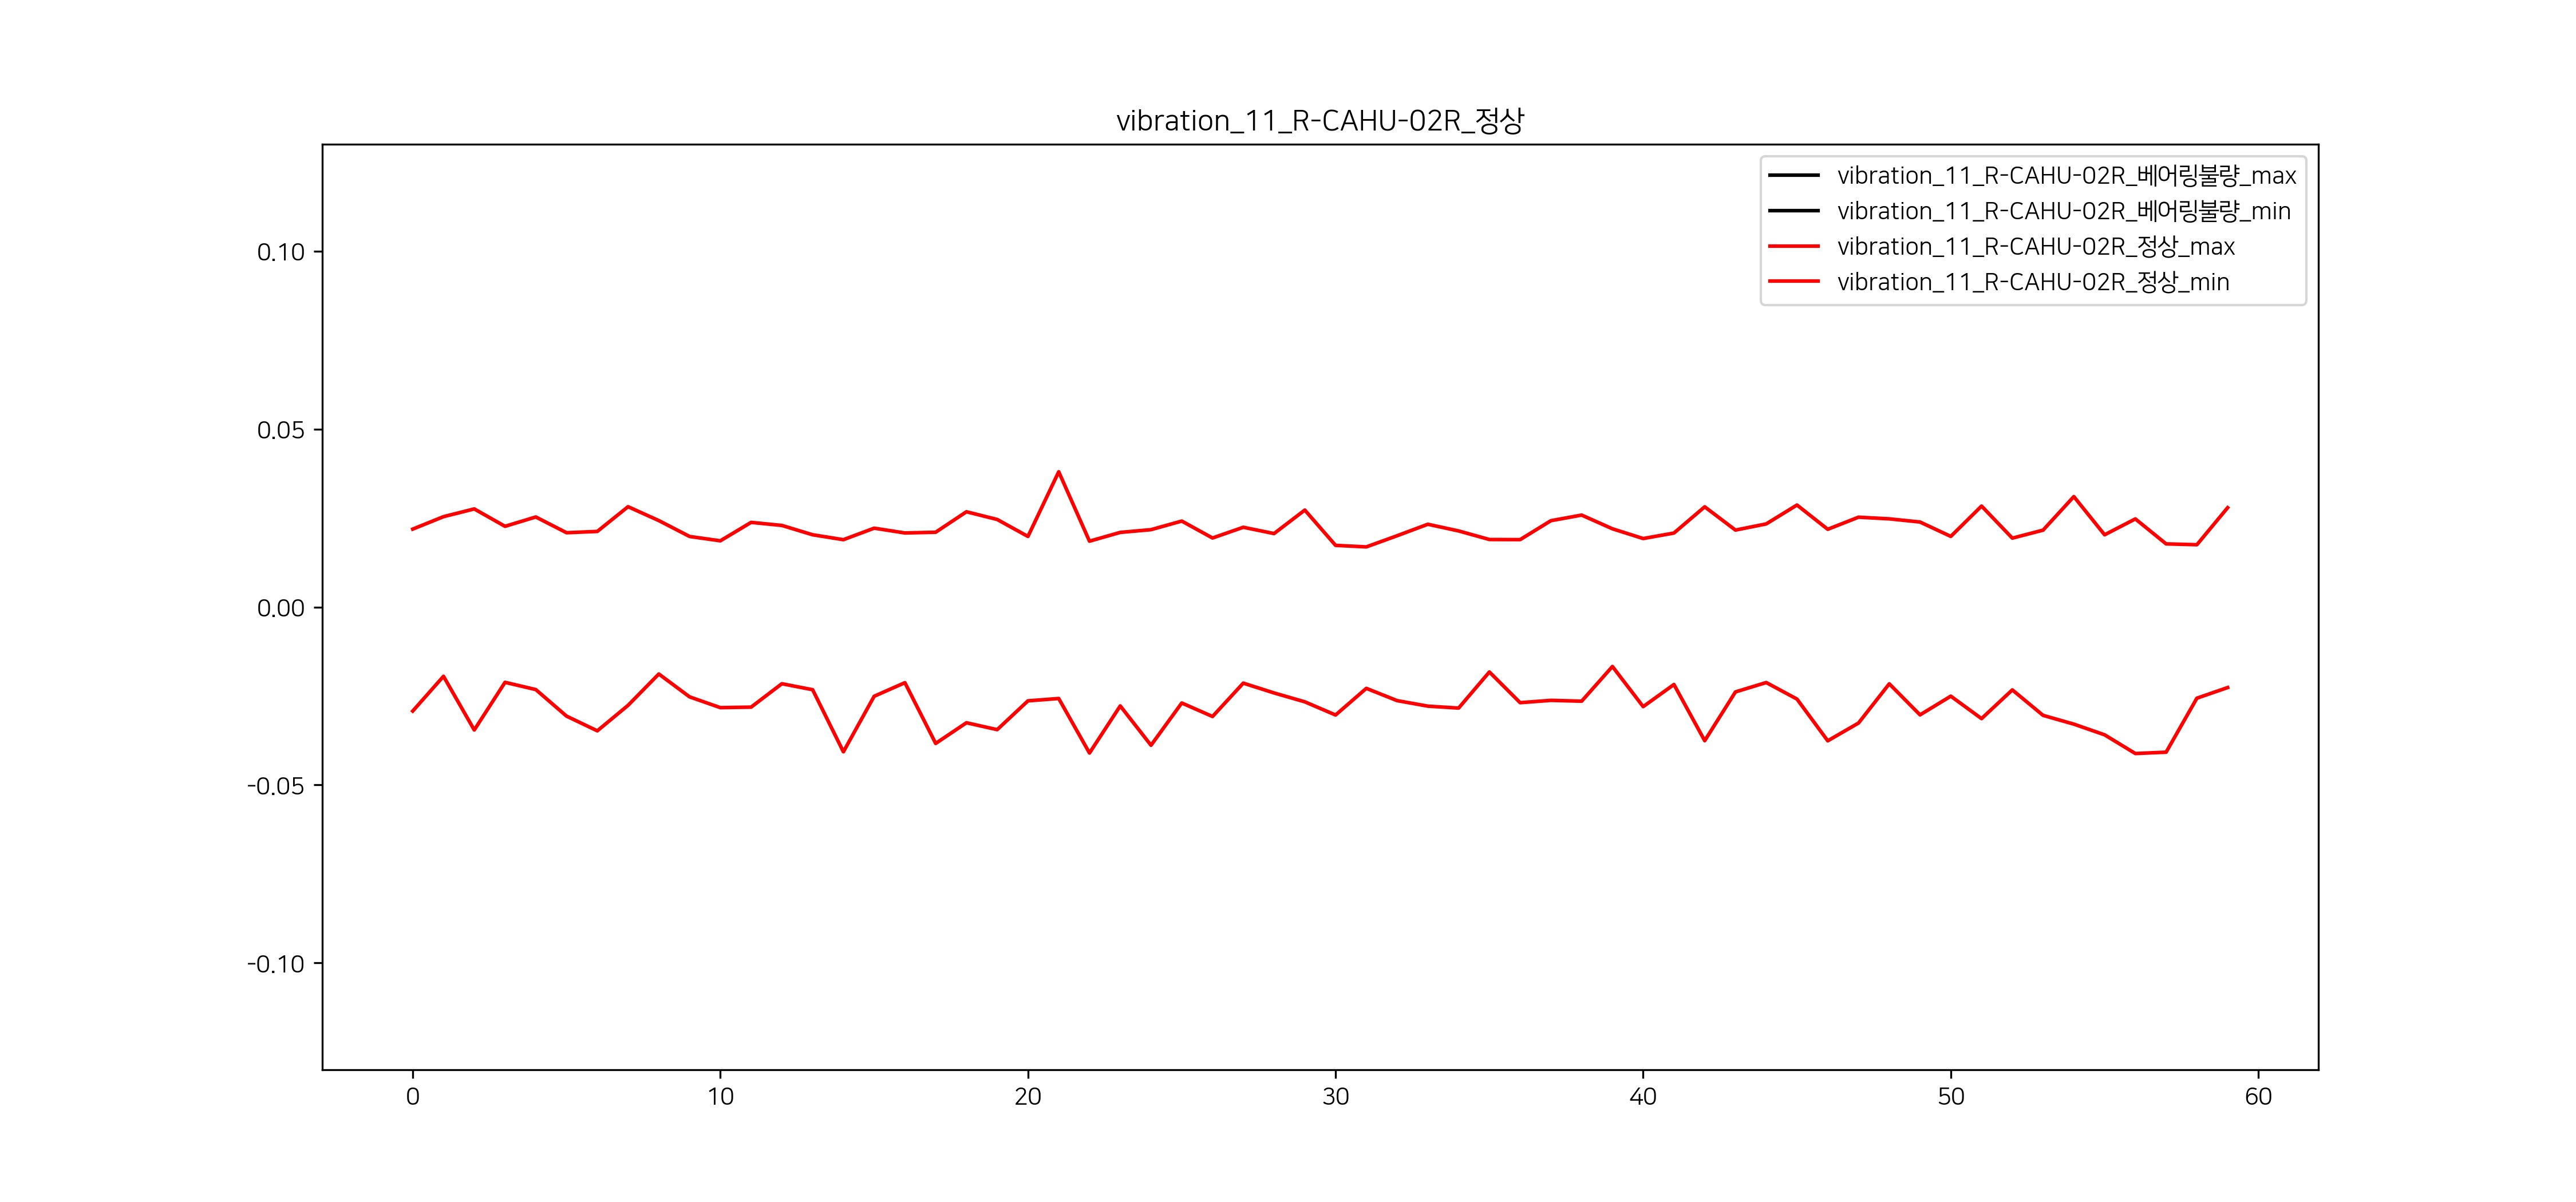 vibration_11_R-CAHU-02R_정상
vibration_11_R-CAHU-02R_베어링불량_max
vibration_11_R-CAHU-02R_베어링불량_min
vibration_11_R-CAHU-02R_정상_max
vibration_11_R-CAHU-02R_정상_min
0.10
0.05
0.00
-0.05
-0.10
0 10 20 30 40 50 60